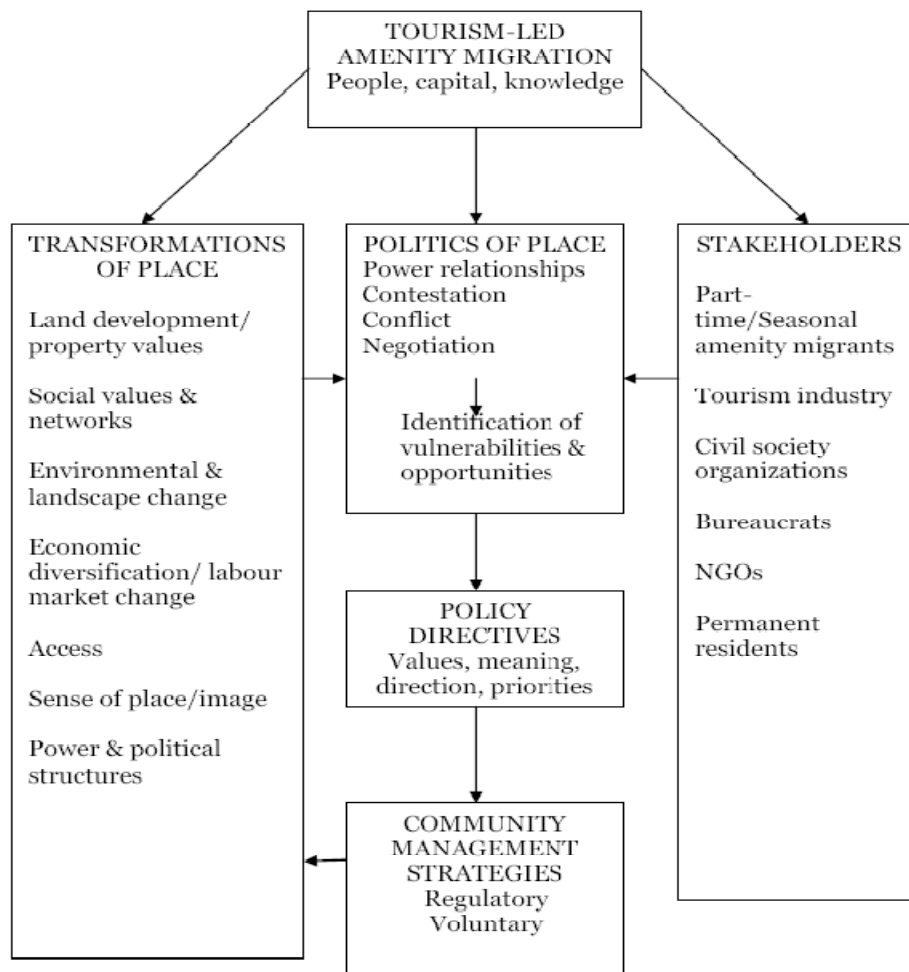 TOURISM-LED
AMENITY MIGRATION
People, capital, knowledge
TRANSFORMATIONS
OF PLACE
Land development/
property values
Social values &
networks
Environmental &
landscape change
Economic
diversification/ labour
market change
Access
Sense of place/image
Power & political
structures
POLITICS OF PLACE
Power relationships
Contestation
Conflict
Negotiation
Identification of
vulnerabilities &
opportunities
STAKEHOLDERS
Part-
time/Seasonal
amenity migrants
Tourism industry
Civil society
organizations
Bureaucrats
NGOs
Permanent
residents
POLICY
DIRECTIVES
Values, meaning,
direction, priorities
COMMUNITY
MANAGEMENT
STRATEGIES
Regulatory
Voluntary